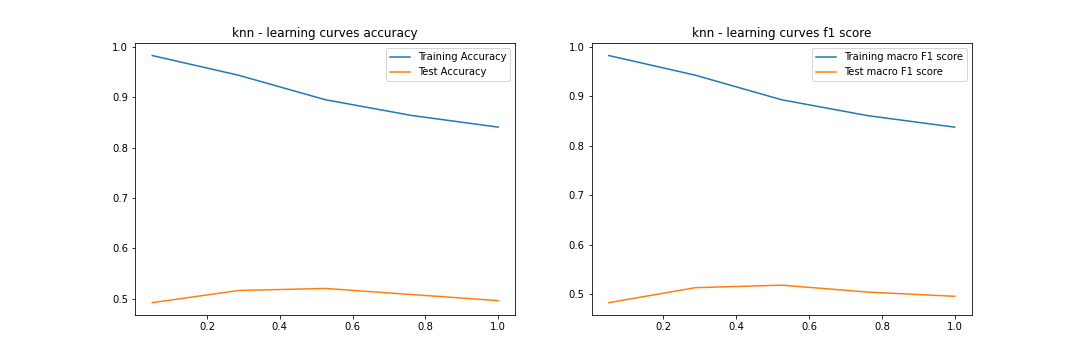 knn - learning curves accuracy
1.0
0.9
0.8
0.7
0.6
0.5
Training Accuracy
Test Accuracy
0.2 0.4 0.6 0.8 1.0
knn - learning curves f1 score
1.0
0.9
0.8
0.7
0.6
0.5
Training macro F1 score
Test macro F1 score
0.2 0.4 0.6 0.8 1.0